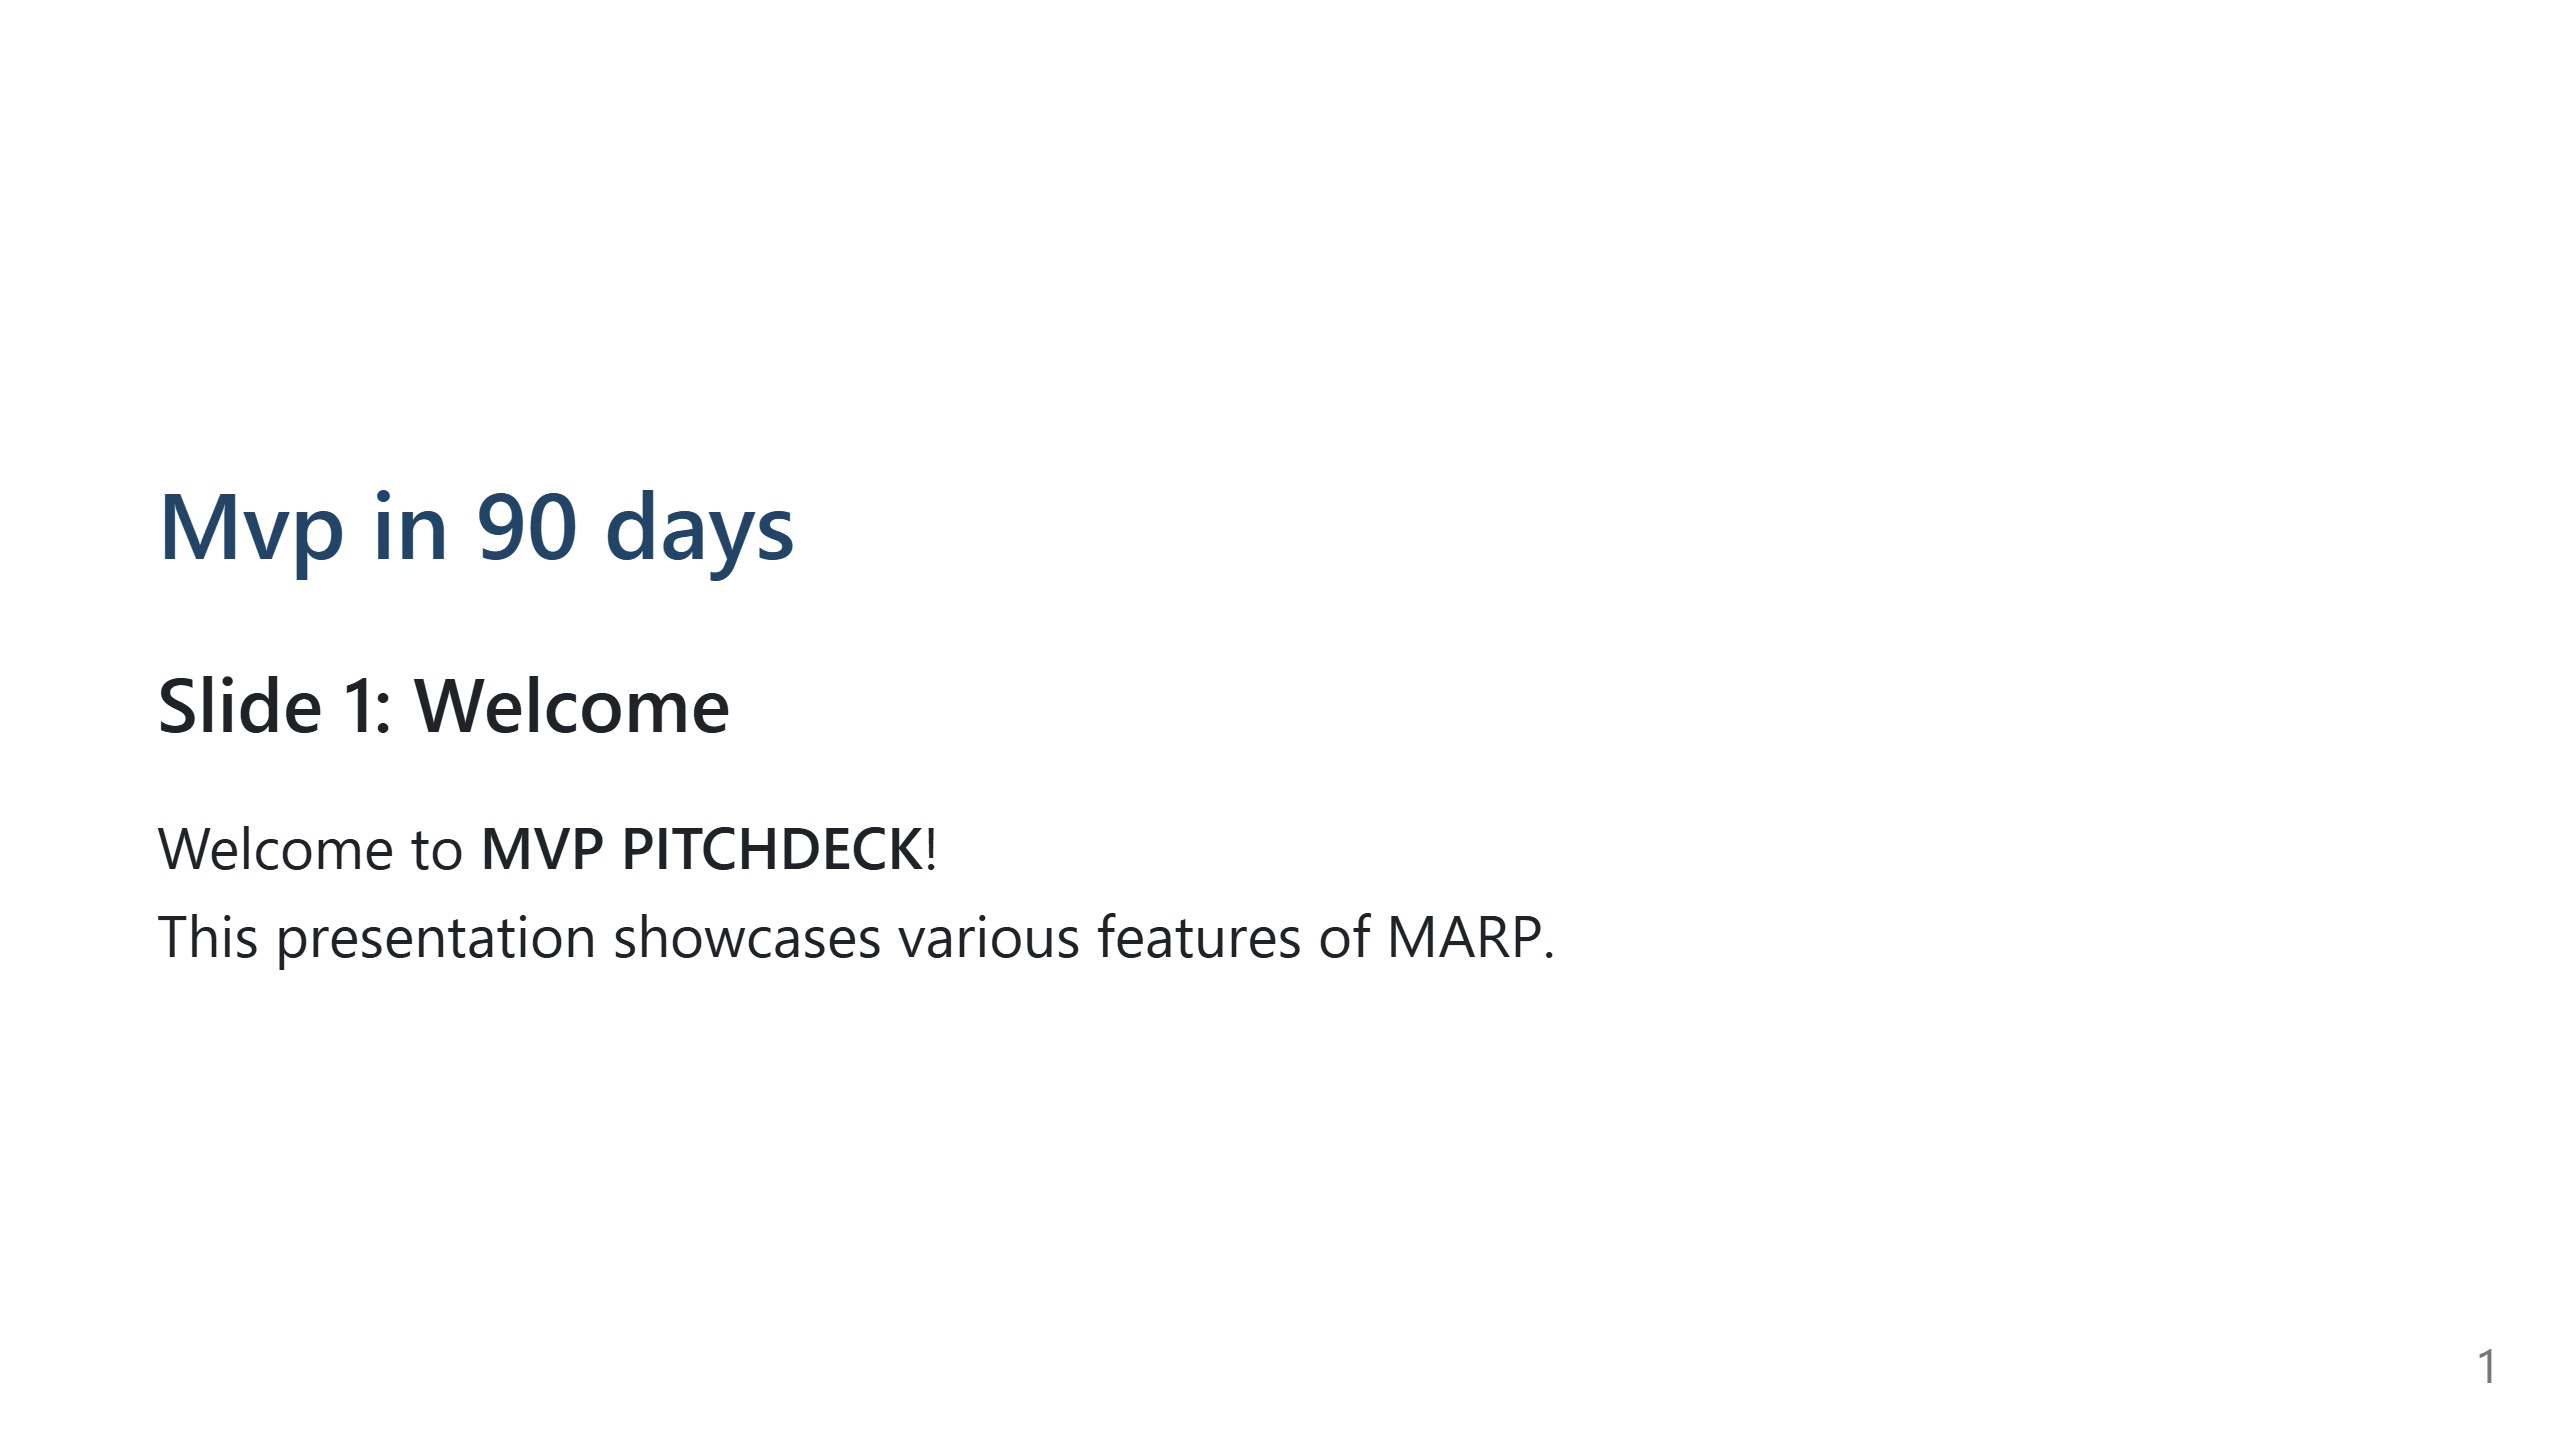 Mvp in 90 days
Slide 1: Welcome
Welcome to MVP PITCHDECK!
This presentation showcases various features of MARP.
1